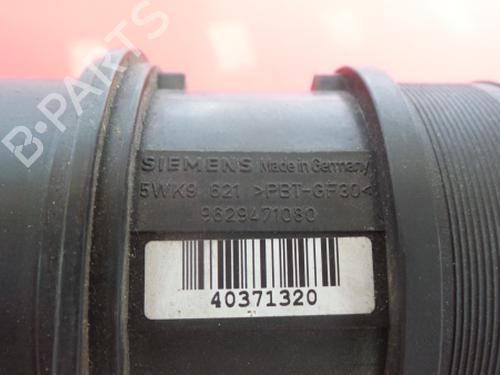 B-PARTS
SIEMENS Made in Germany
5WK9 621 >PBT-GF30<
9629471080
40371320